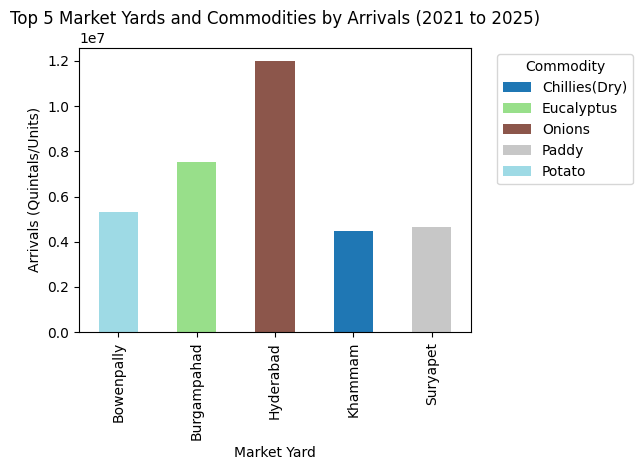 Top 5 Market Yards and Commodities by Arrivals (2021 to 2025)
1e7
1.2
1.0
0.8
0.6
0.4
0.2
0.0
Arrivals (Quintals/Units)
Bowenpally
Burgampahad
Hyderabad
Khammam
Suryapet
Market Yard
Commodity
Chillies(Dry)
Eucalyptus
Onions
Paddy
Potato